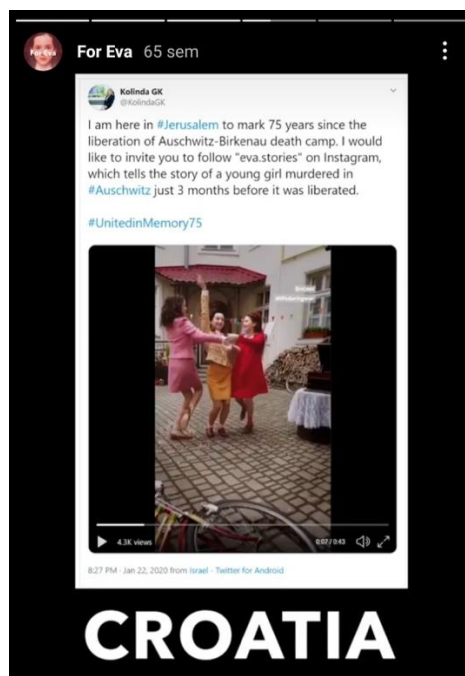 For Eva
For Eva 65 sem
Kolinda GK
@KolindaGK
I am here in #Jerusalem to mark 75 years since the
liberation of Auschwitz-Birkenau death camp. I would
like to invite you to follow "eva.stories" on Instagram,
which tells the story of a young girl murdered in
#Auschwitz just 3 months before it was liberated.
#UnitedinMemory75
4.3K views
0:07 / 0:43
8:27 PM · Jan 22, 2020 from Israel · Twitter for Android
CROATIA